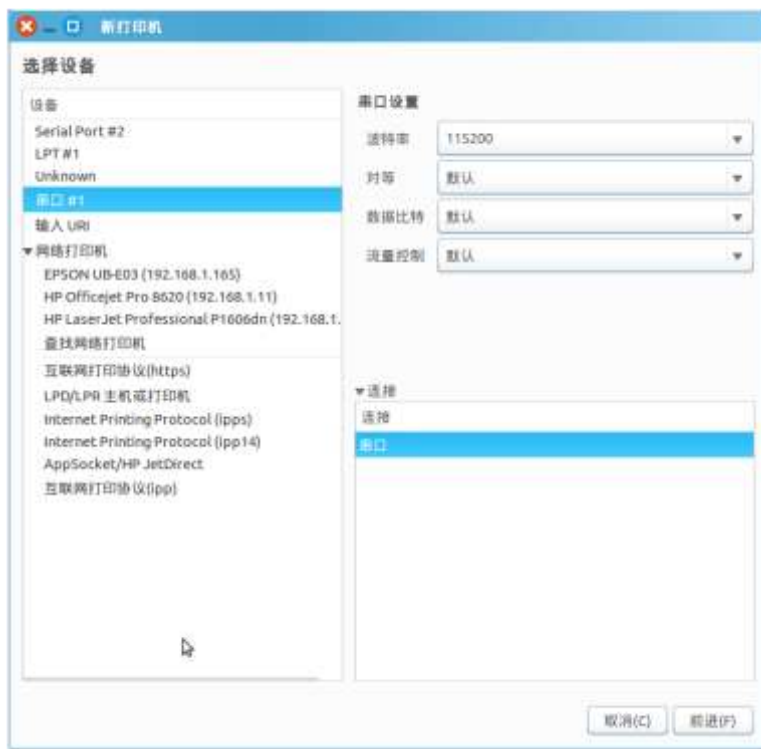 新打印机
选择设备
设备
Serial Port #2
LPT #1
Unknown
串口 #1
输入 URI
网络打印机
EPSON UB-E03 (192.168.1.165)
HP Officejet Pro 8620 (192.168.1.11)
HP LaserJet Professional P1606dn (192.168.1.
查找网络打印机
互联网打印协议(https)
LPD/LPR 主机或打印机
Internet Printing Protocol (ipps)
Internet Printing Protocol (ipp14)
AppSocket/HP JetDirect
互联网打印协议(ipp)
串口设置
波特率 115200
对等 默认
数据比特 默认
流量控制 默认
连接
连接
串口
取消(C) 前进(F)